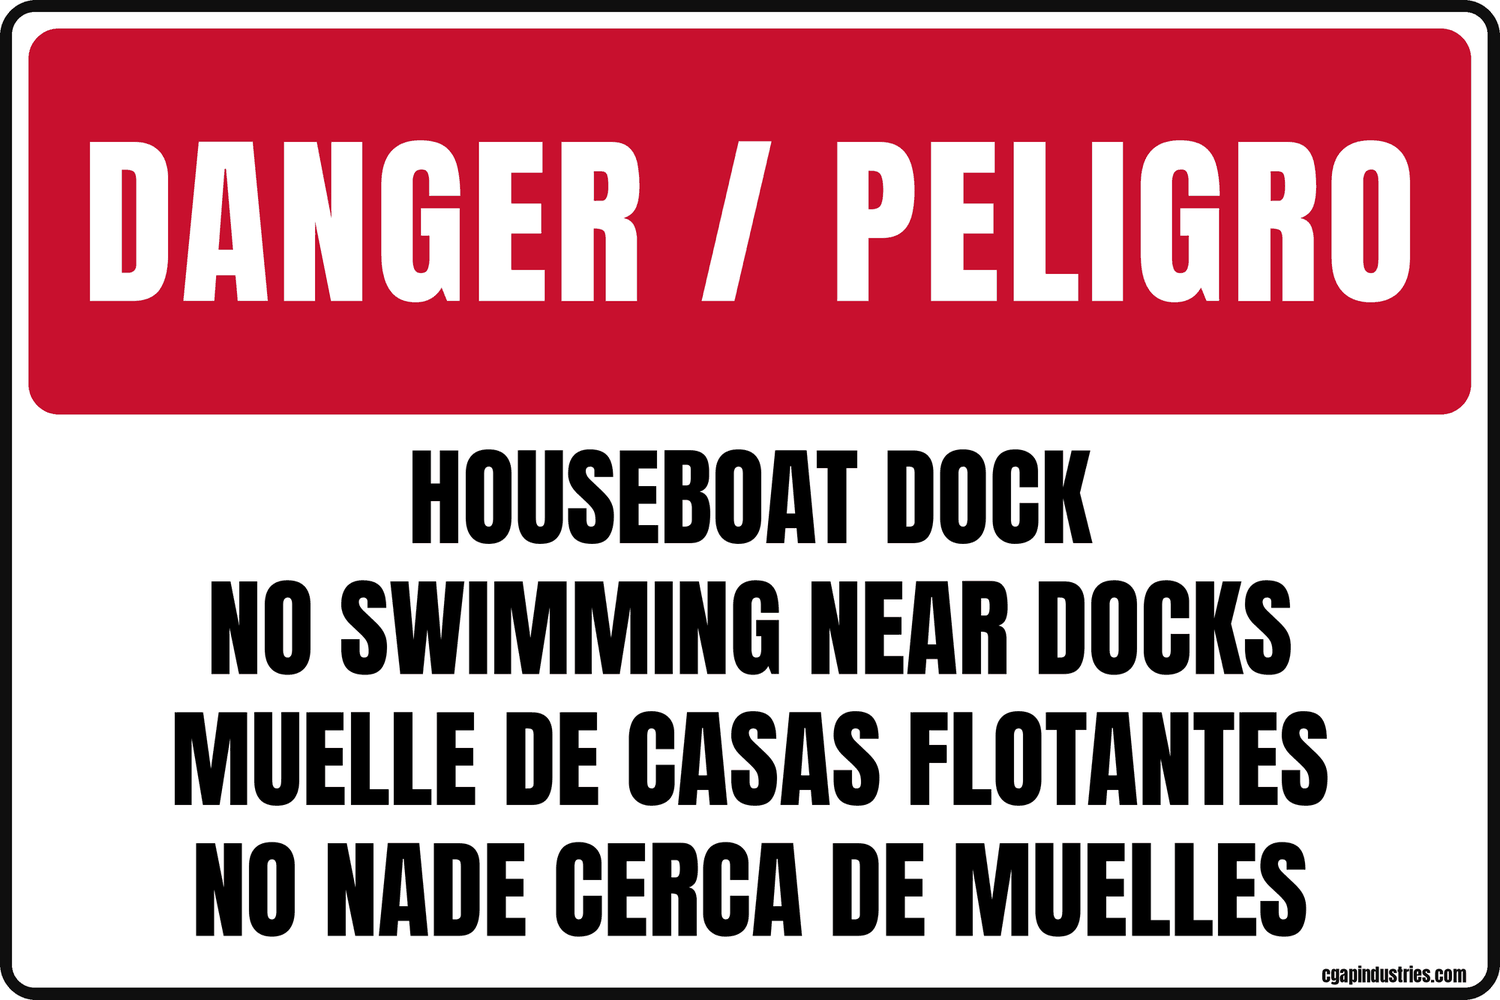 DANGER / PELIGRO
HOUSEBOAT DOCK
NO SWIMMING NEAR DOCKS
MUELLE DE CASAS FLOTANTES
NO NADE CERCA DE MUELLES
cgapindustries.com